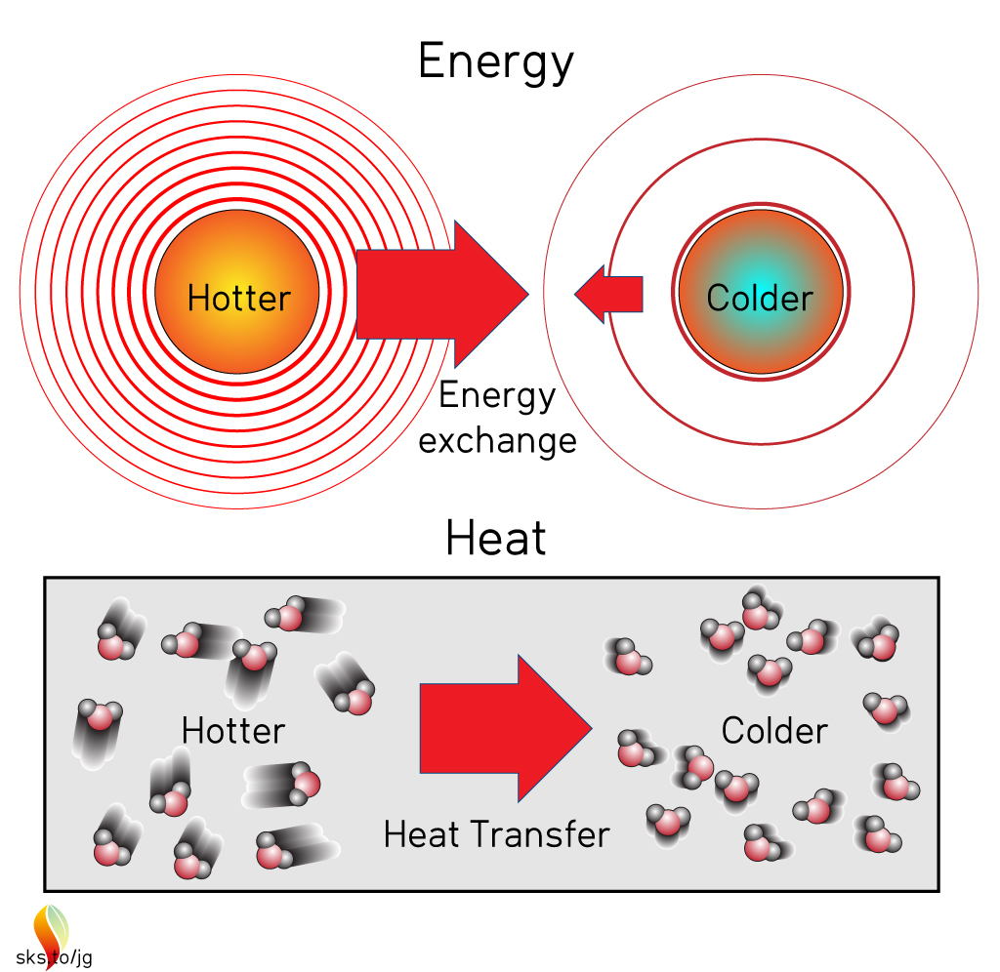 Energy
Hotter
Colder
Energy
exchange
Heat
Hotter
Colder
Heat Transfer
sks.to/jg